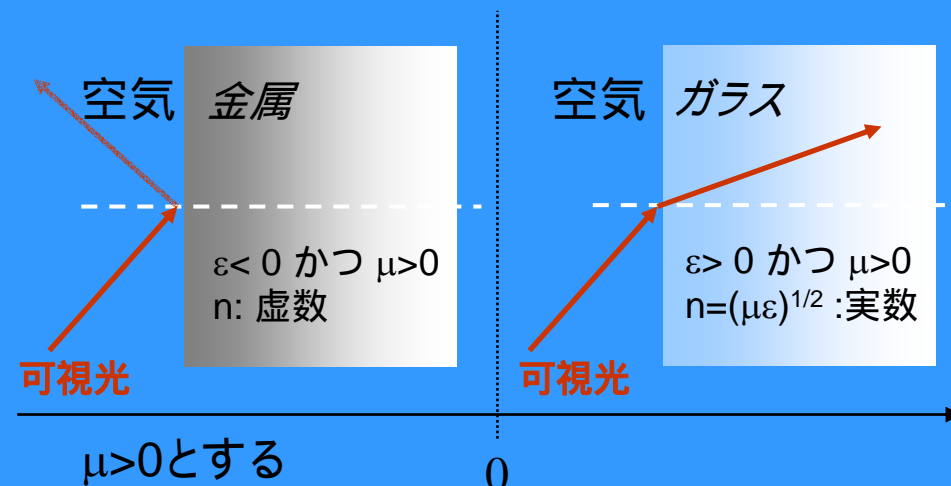 空気 金属
ε< 0 かつ μ>0
n: 虚数
可視光
空気 ガラス
ε> 0 かつ μ>0
n=(με)1/2 :実数
可視光
μ>0とする
0